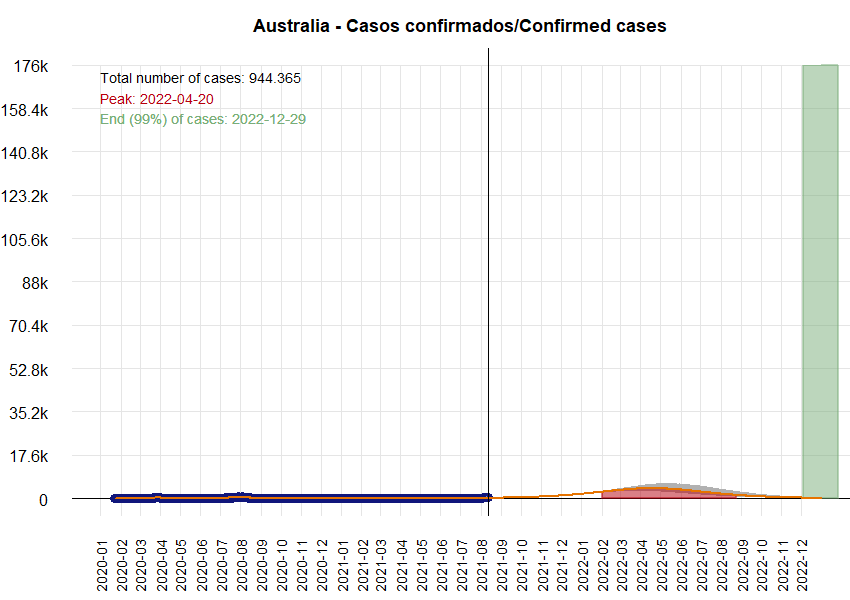 Australia - Casos confirmados/Confirmed cases
Total number of cases: 944.365
Peak: 2022-04-20
End (99%) of cases: 2022-12-29
176k
158.4k
140.8k
123.2k
105.6k
88k
70.4k
52.8k
35.2k
17.6k
0
2020-01
2020-02
2020-03
2020-04
2020-05
2020-06
2020-07
2020-08
2020-09
2020-10
2020-11
2020-12
2021-01
2021-02
2021-03
2021-04
2021-05
2021-06
2021-07
2021-08
2021-09
2021-10
2021-11
2021-12
2022-01
2022-02
2022-03
2022-04
2022-05
2022-06
2022-07
2022-08
2022-09
2022-10
2022-11
2022-12